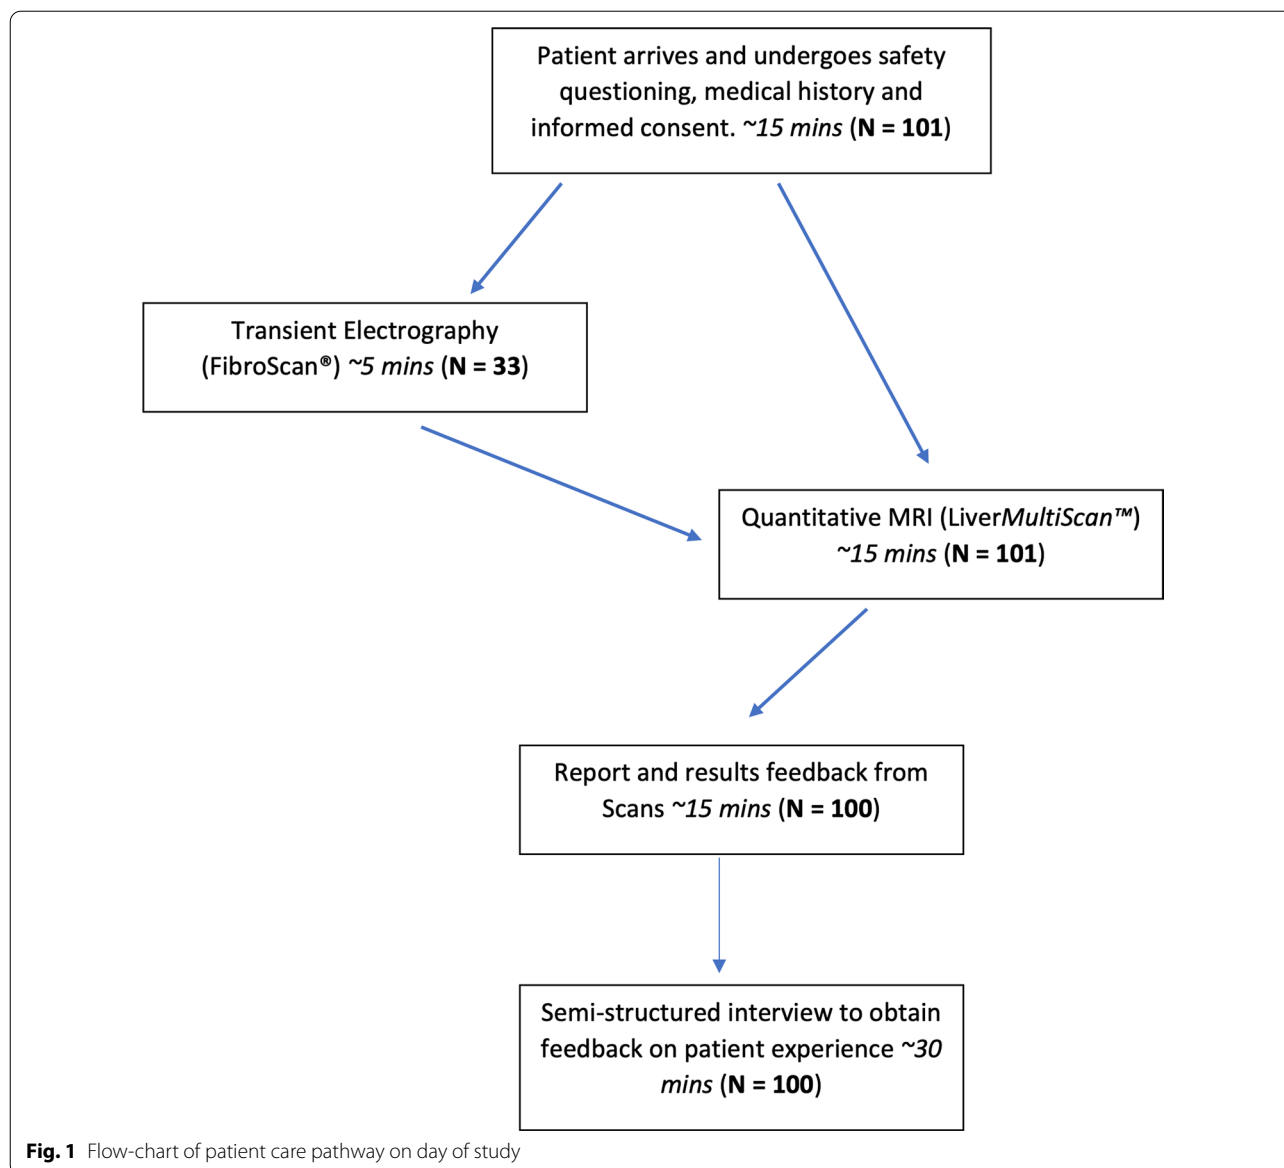 Patient arrives and undergoes safety
questioning, medical history and
informed consent. ~15 mins (N = 101)
Transient Electrography
(FibroScan®) ~5 mins (N = 33)
Quantitative MRI (LiverMultiScan™)
~15 mins (N = 101)
Report and results feedback from
Scans ~15 mins (N = 100)
Semi-structured interview to obtain
feedback on patient experience ~30
mins (N = 100)
Fig. 1 Flow-chart of patient care pathway on day of study